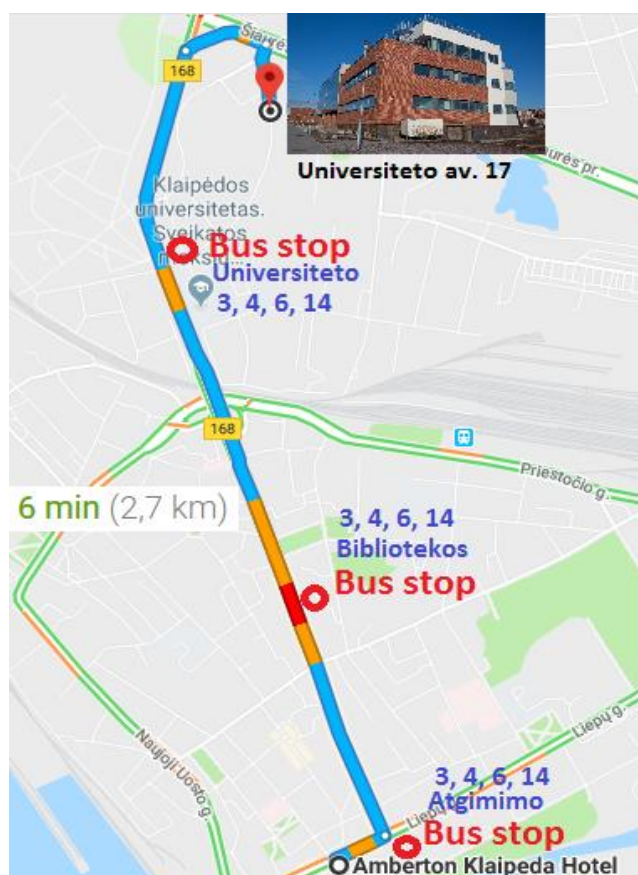 Šiaurės
168
Universiteto av. 17
Klaipėdos
universitetas.
Sveikatos
Bus stop
Universiteto
3, 4, 6, 14
168
Priestočio g.
6 min (2,7 km)
3, 4, 6, 14
Bibliotekos
Bus stop
Naujoji Uosto g.
Liepų g.
3, 4, 6, 14
Atgimimo
Liepų
Bus stop
Amberton Klaipeda Hotel